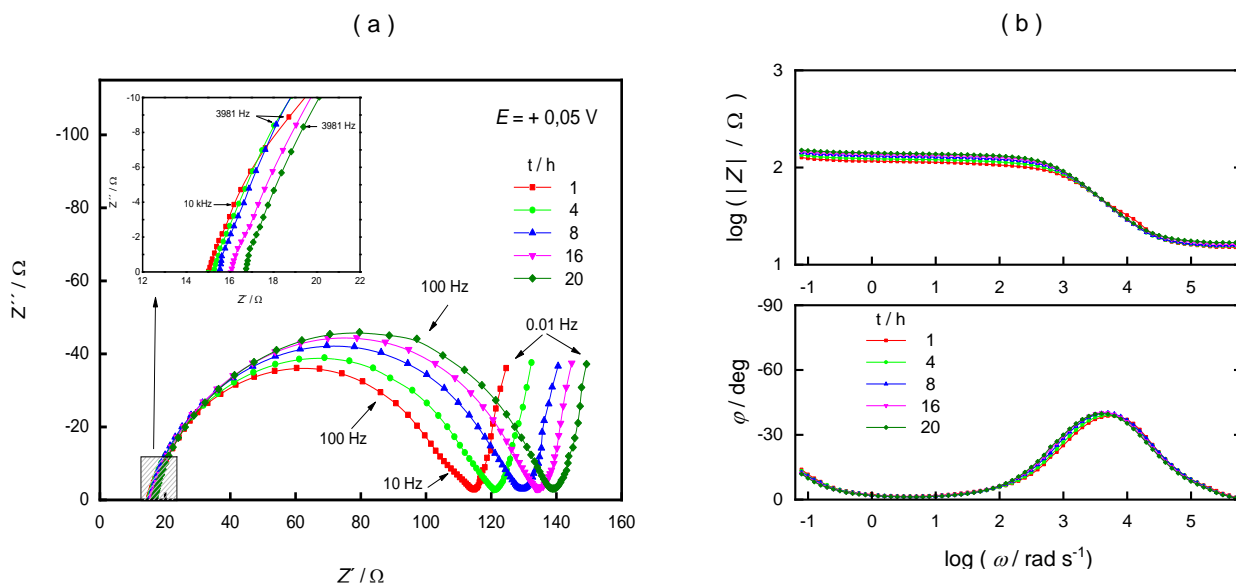 ( a )
-100
-80
-60
-40
-20
0
Z´´ / Ω
0 20 40 60 80 100 120 140 160
Z´ / Ω
E = + 0,05 V
t / h
1
4
8
16
20
100 Hz
0.01 Hz
100 Hz
10 Hz
-10
-8
-6
-4
-2
0
Z´´ / Ω
12 14 16 18 20 22
Z´ / Ω
3981 Hz
3981 Hz
10 kHz
( b )
3
2
1
log ( |Z| / Ω )
-1 0 1 2 3 4 5
-90
-60
-30
0
φ / deg
t / h
1
4
8
16
20
-1 0 1 2 3 4 5
log ( ω / rad s⁻¹ )